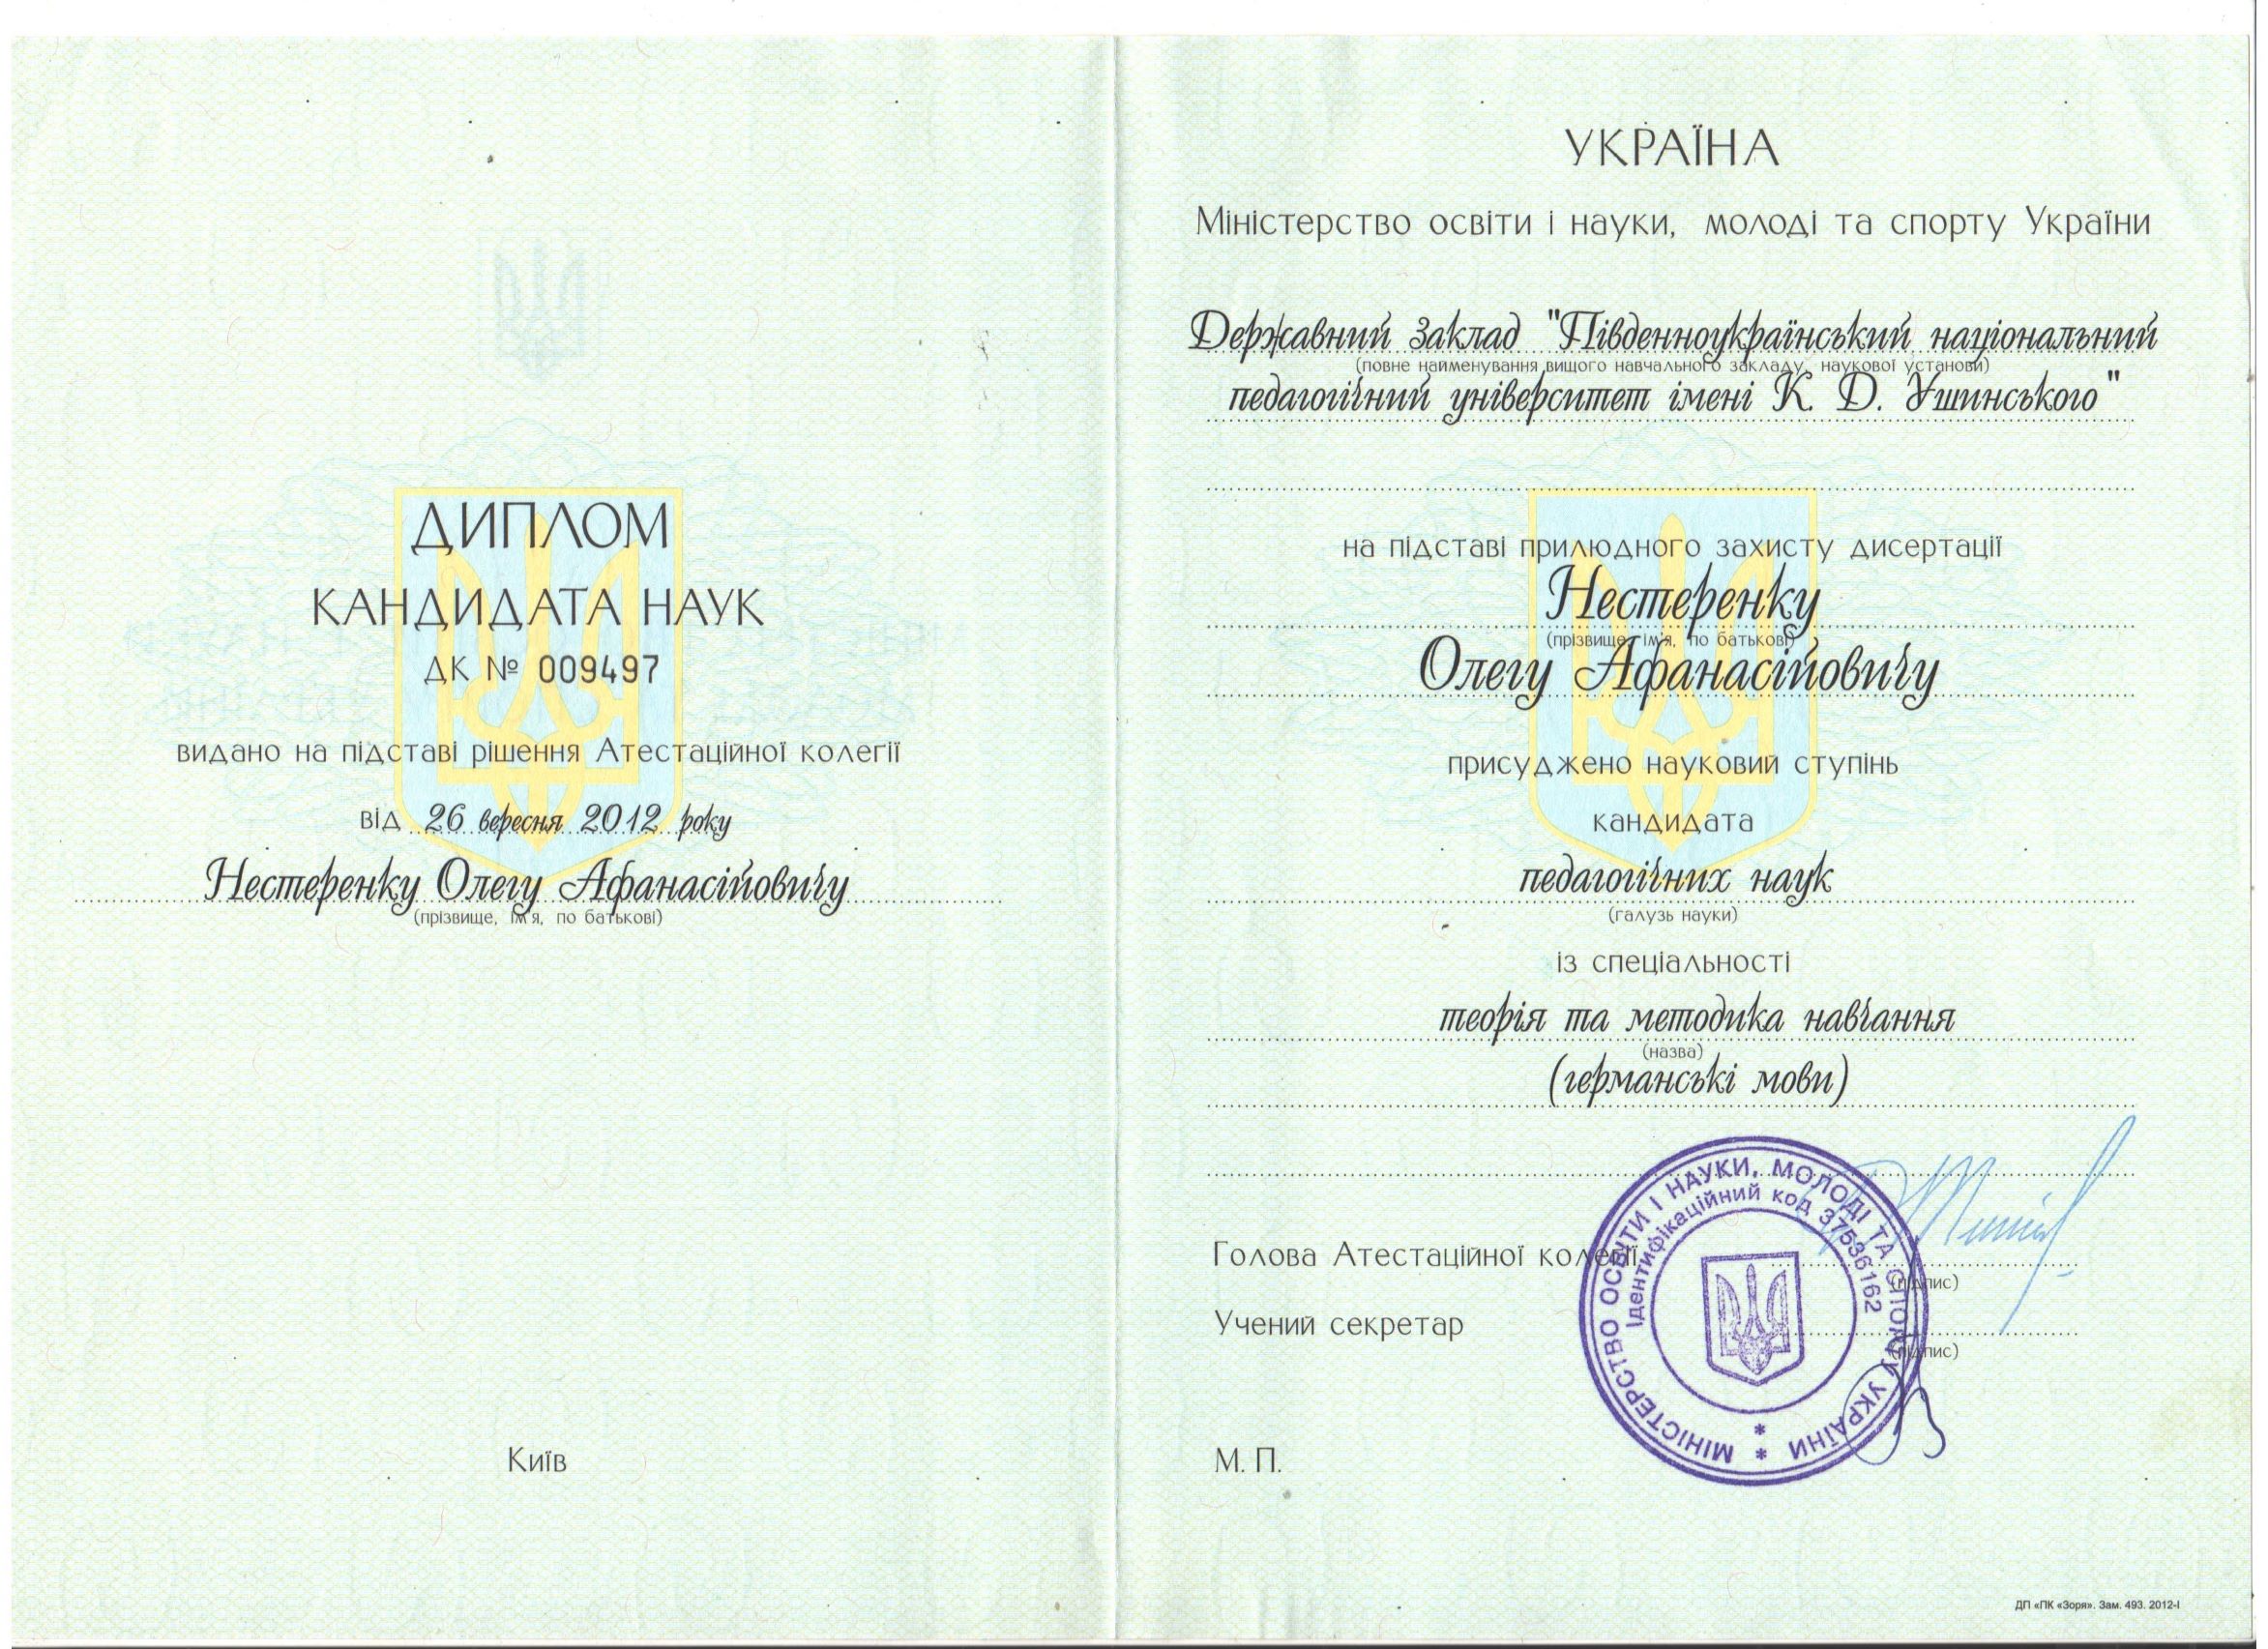 ДИПЛОМ
КАНДИДАТА НАУК
ДК № 009497
видано на підставі рішення Атестаційної колегії
від 26 вересня 2012 року
Нестеренку Олегу Афанасійовичу
(прізвище, ім'я, по батькові)
Київ
УКРАЇНА
Міністерство освіти і науки, молоді та спорту України
Державний заклад "Південноукраїнський національний
(повне найменування вищого навчального закладу, наукової установи)
педагогічний університет імені К. Д. Ушинського"
на підставі прилюдного захисту дисертації
Нестеренку
(прізвище, ім'я, по батькові)
Олегу Афанасійовичу
присуджено науковий ступінь
кандидата
педагогічних наук
(галузь науки)
із спеціальності
теорія та методика навчання
(назва)
(германські мови)
Голова Атестаційної колегії
(підпис)
Учений секретар
(підпис)
М. П.
МІНІСТЕРСТВО ОСВІТИ І НАУКИ, МОЛОДІ ТА СПОРТУ УКРАЇНИ * *
Ідентифікаційний код 37536162
ДП «ПК «Зоря». Зам. 493. 2012-І